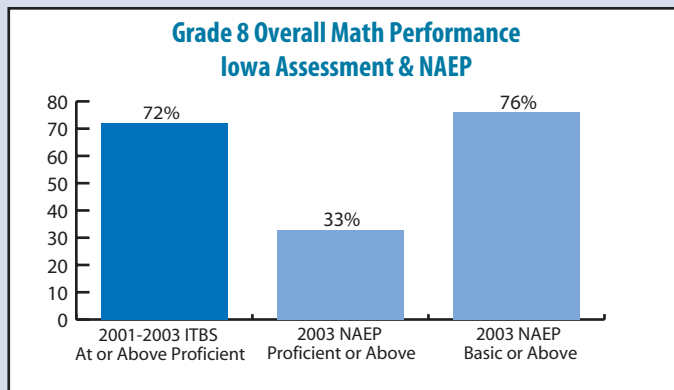 Grade 8 Overall Math Performance
Iowa Assessment & NAEP
80
70
60
50
40
30
20
10
0
72%
33%
76%
2001-2003 ITBS
At or Above Proficient
2003 NAEP
Proficient or Above
2003 NAEP
Basic or Above